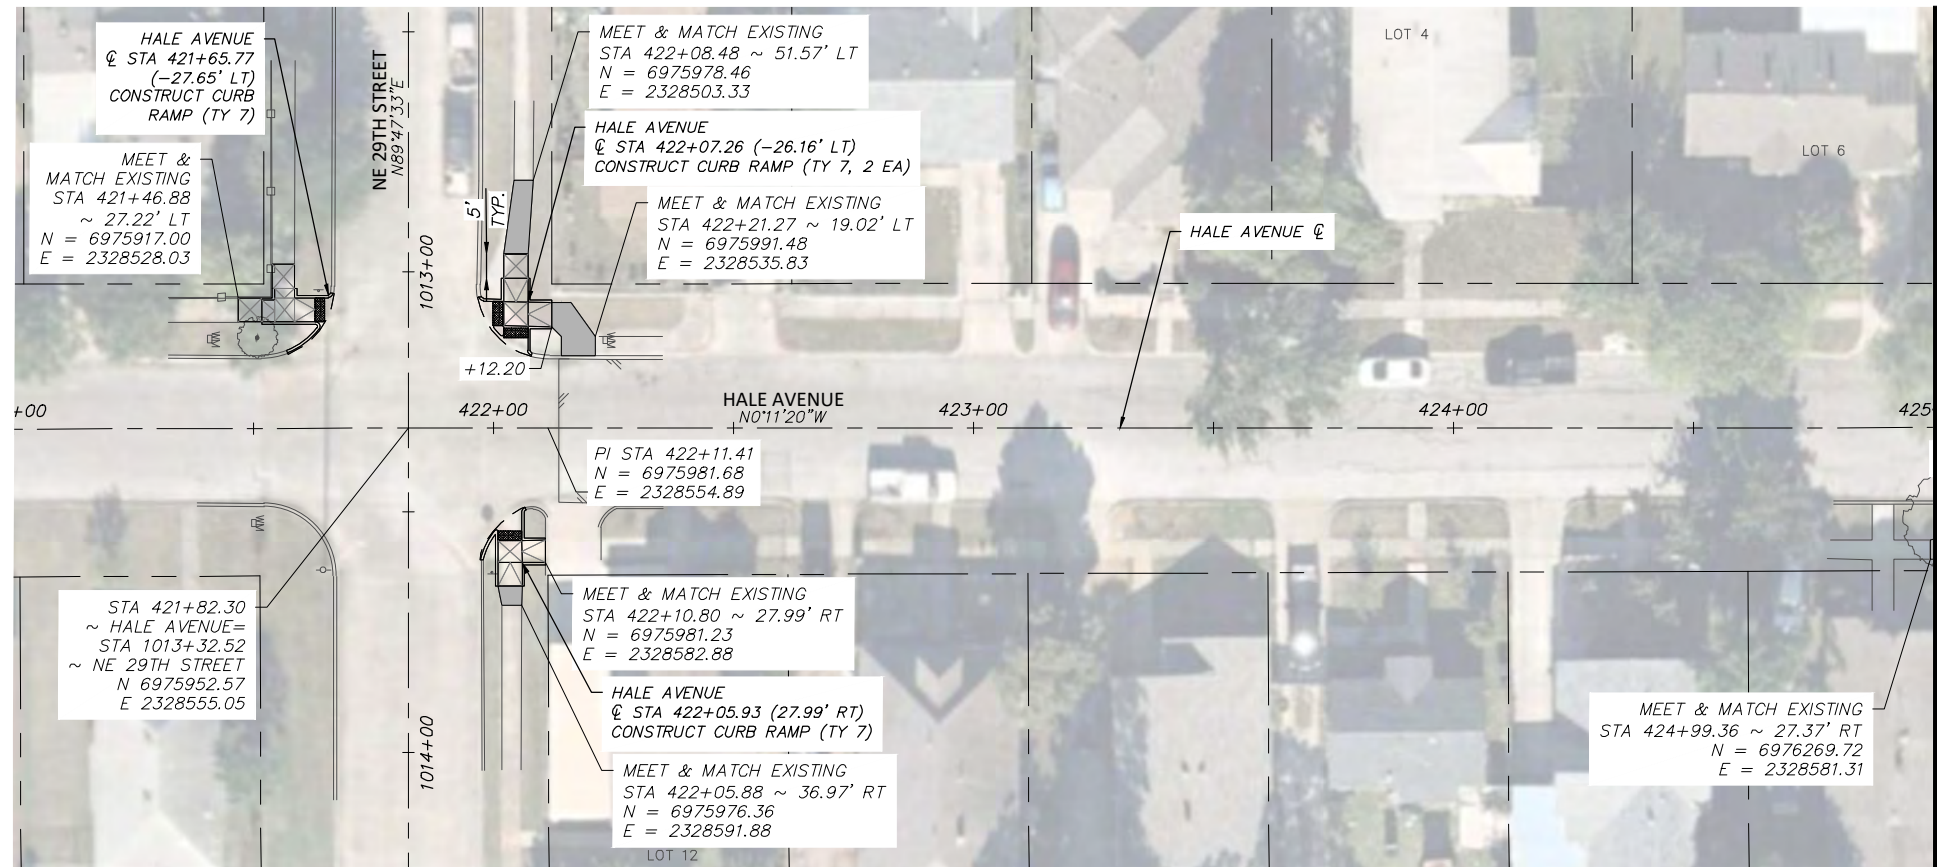 HALE AVENUE
℄ STA 421+65.77
(-27.65' LT)
CONSTRUCT CURB
RAMP (TY 7)
MEET &
MATCH EXISTING
STA 421+46.88
~ 27.22' LT
N = 6975917.00
E = 2328528.03
NE 29TH STREET
N89°47'33"E
MEET & MATCH EXISTING
STA 422+08.48 ~ 51.57' LT
N = 6975978.46
E = 2328503.33
HALE AVENUE
℄ STA 422+07.26 (-26.16' LT)
CONSTRUCT CURB RAMP (TY 7, 2 EA)
MEET & MATCH EXISTING
STA 422+21.27 ~ 19.02' LT
N = 6975991.48
E = 2328535.83
5'
TYP.
1013+00
HALE AVENUE ℄
LOT 4
LOT 6
WM
WM
+12.20
+00
422+00
HALE AVENUE
N0°11'20"W
423+00
424+00
425
PI STA 422+11.41
N = 6975981.68
E = 2328554.89
WM
STA 421+82.30
~ HALE AVENUE=
STA 1013+32.52
~ NE 29TH STREET
N 6975952.57
E 2328555.05
1014+00
MEET & MATCH EXISTING
STA 422+10.80 ~ 27.99' RT
N = 6975981.23
E = 2328582.88
HALE AVENUE
℄ STA 422+05.93 (27.99' RT)
CONSTRUCT CURB RAMP (TY 7)
MEET & MATCH EXISTING
STA 422+05.88 ~ 36.97' RT
N = 6975976.36
E = 2328591.88
LOT 12
MEET & MATCH EXISTING
STA 424+99.36 ~ 27.37' RT
N = 6976269.72
E = 2328581.31